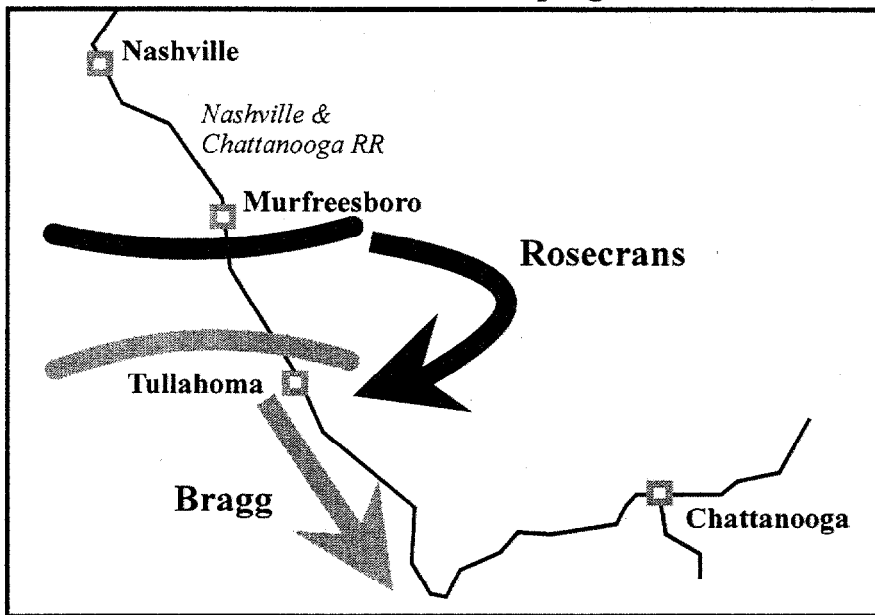 Nashville
Nashville &
Chattanooga RR
Murfreesboro
Rosecrans
Tullahoma
Bragg
Chattanooga